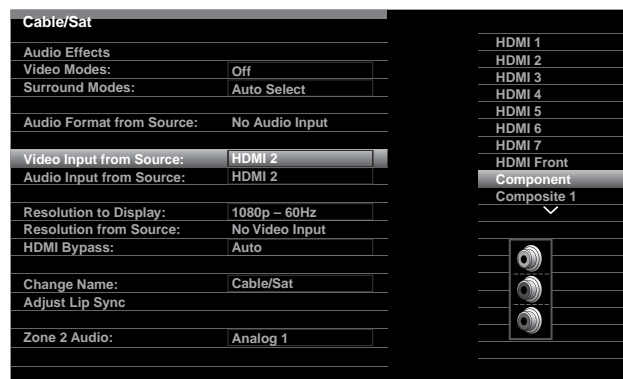 Cable/Sat
Audio Effects
Video Modes: Off
Surround Modes: Auto Select
Audio Format from Source: No Audio Input
Video Input from Source: HDMI 2
Audio Input from Source: HDMI 2
Resolution to Display: 1080p – 60Hz
Resolution from Source: No Video Input
HDMI Bypass: Auto
Change Name: Cable/Sat
Adjust Lip Sync
Zone 2 Audio: Analog 1
HDMI 1
HDMI 2
HDMI 3
HDMI 4
HDMI 5
HDMI 6
HDMI 7
HDMI Front
Component
Composite 1